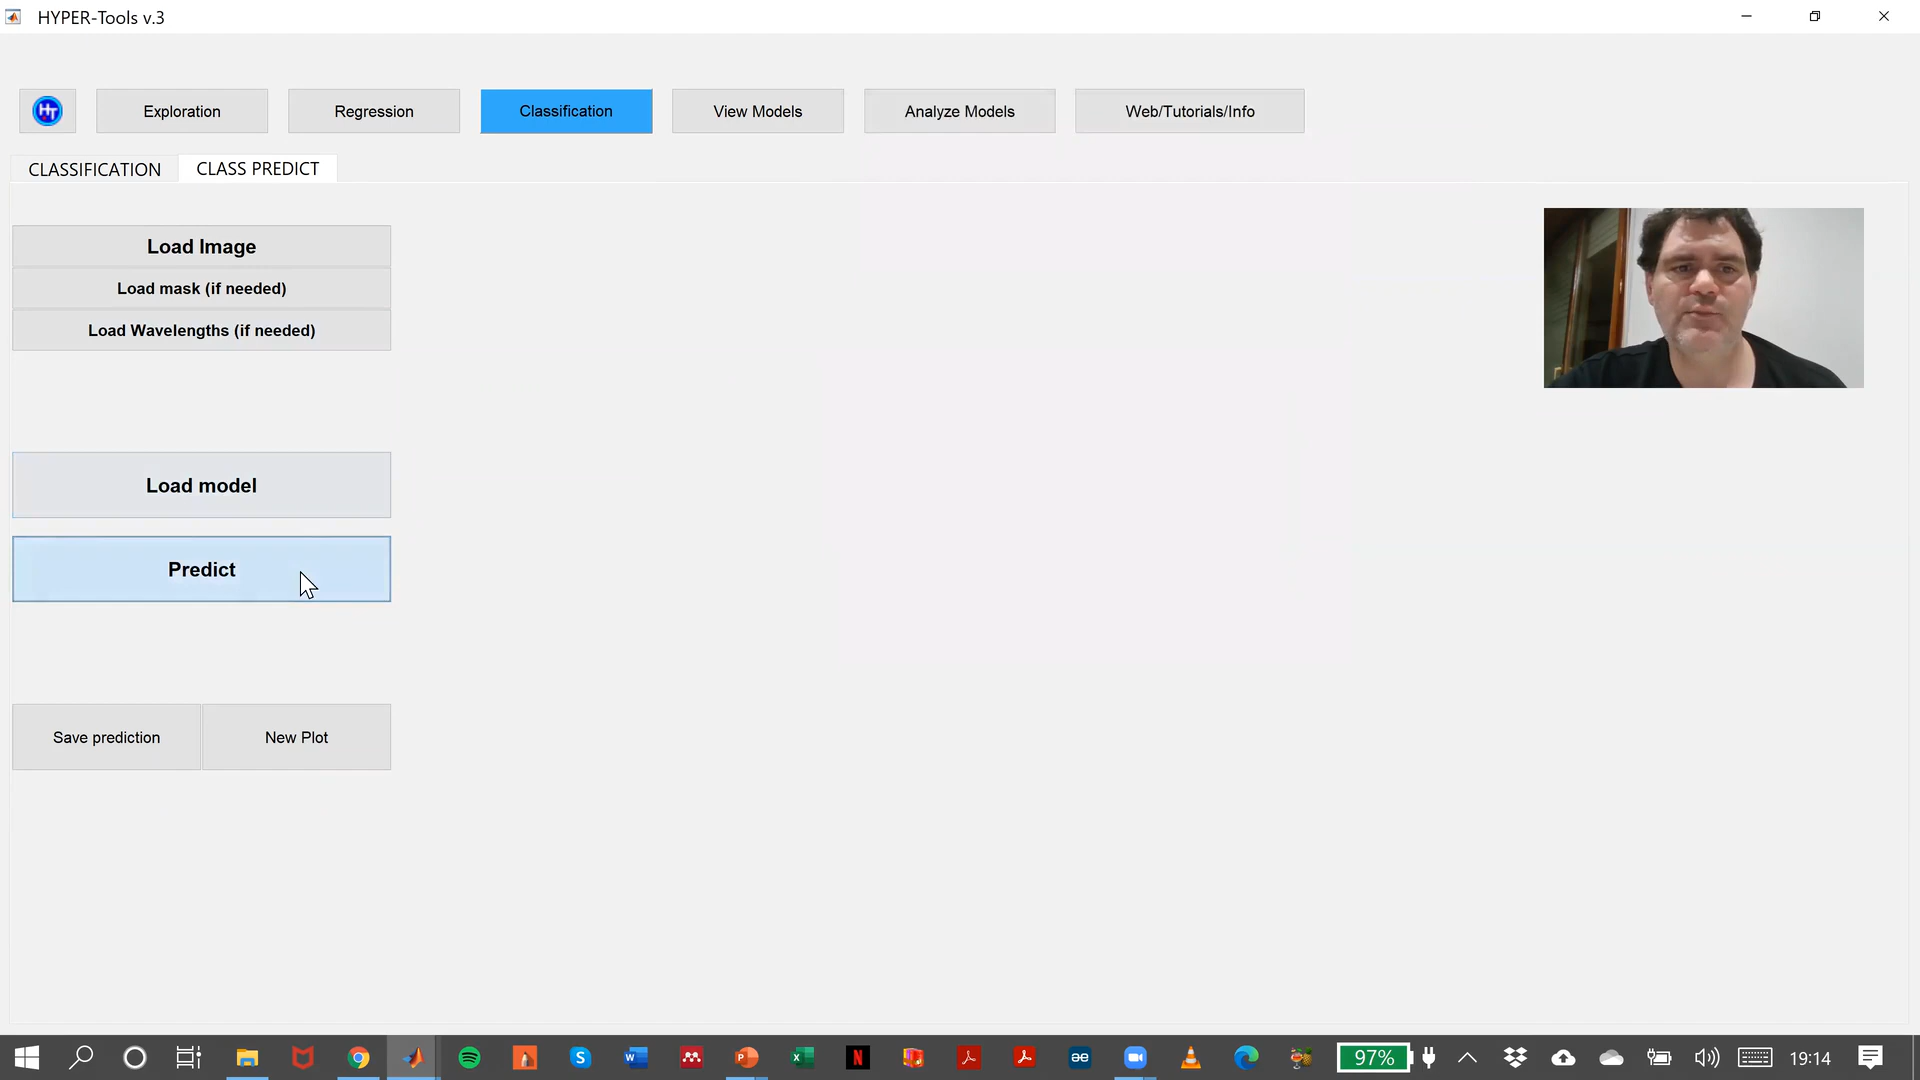 HYPER-Tools v.3
HT
Exploration
Regression
Classification
View Models
Analyze Models
Web/Tutorials/Info
CLASSIFICATION
CLASS PREDICT
Load Image
Load mask (if needed)
Load Wavelengths (if needed)
Load model
Predict
Save prediction
New Plot
97%
19:14